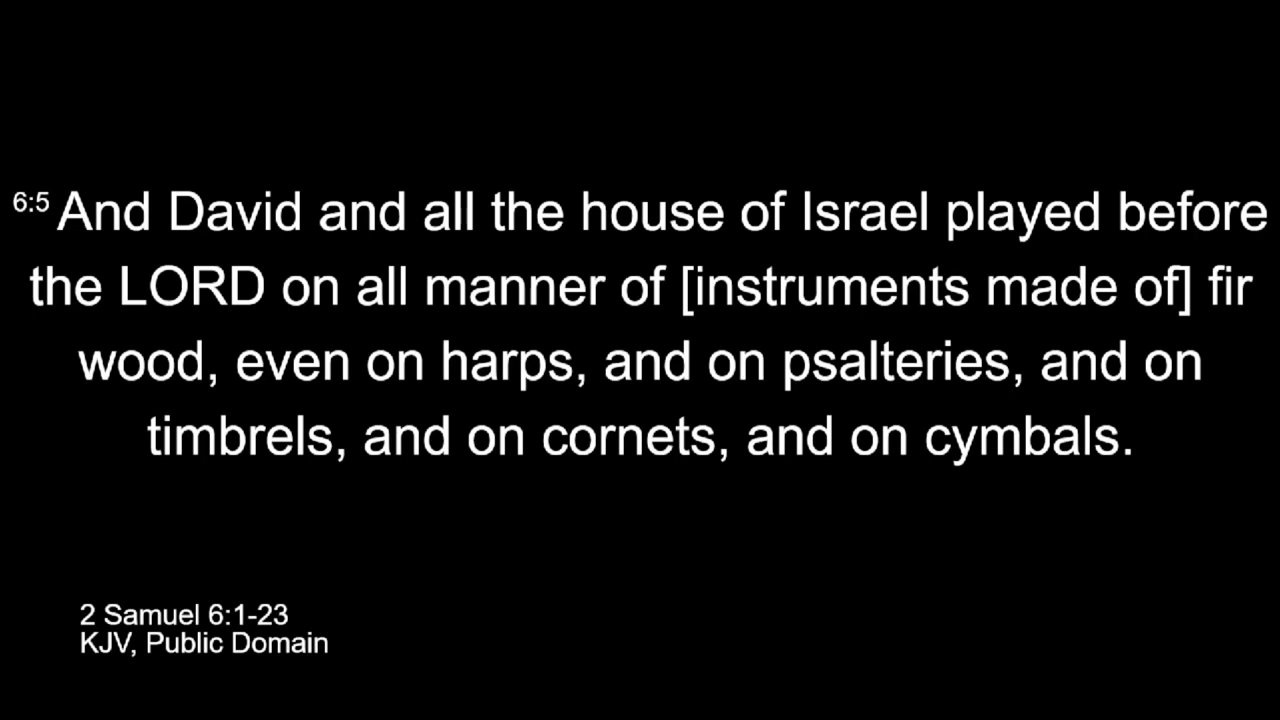 6:5 And David and all the house of Israel played before
the LORD on all manner of [instruments made of] fir
wood, even on harps, and on psalteries, and on
timbrels, and on cornets, and on cymbals.
2 Samuel 6:1-23
KJV, Public Domain